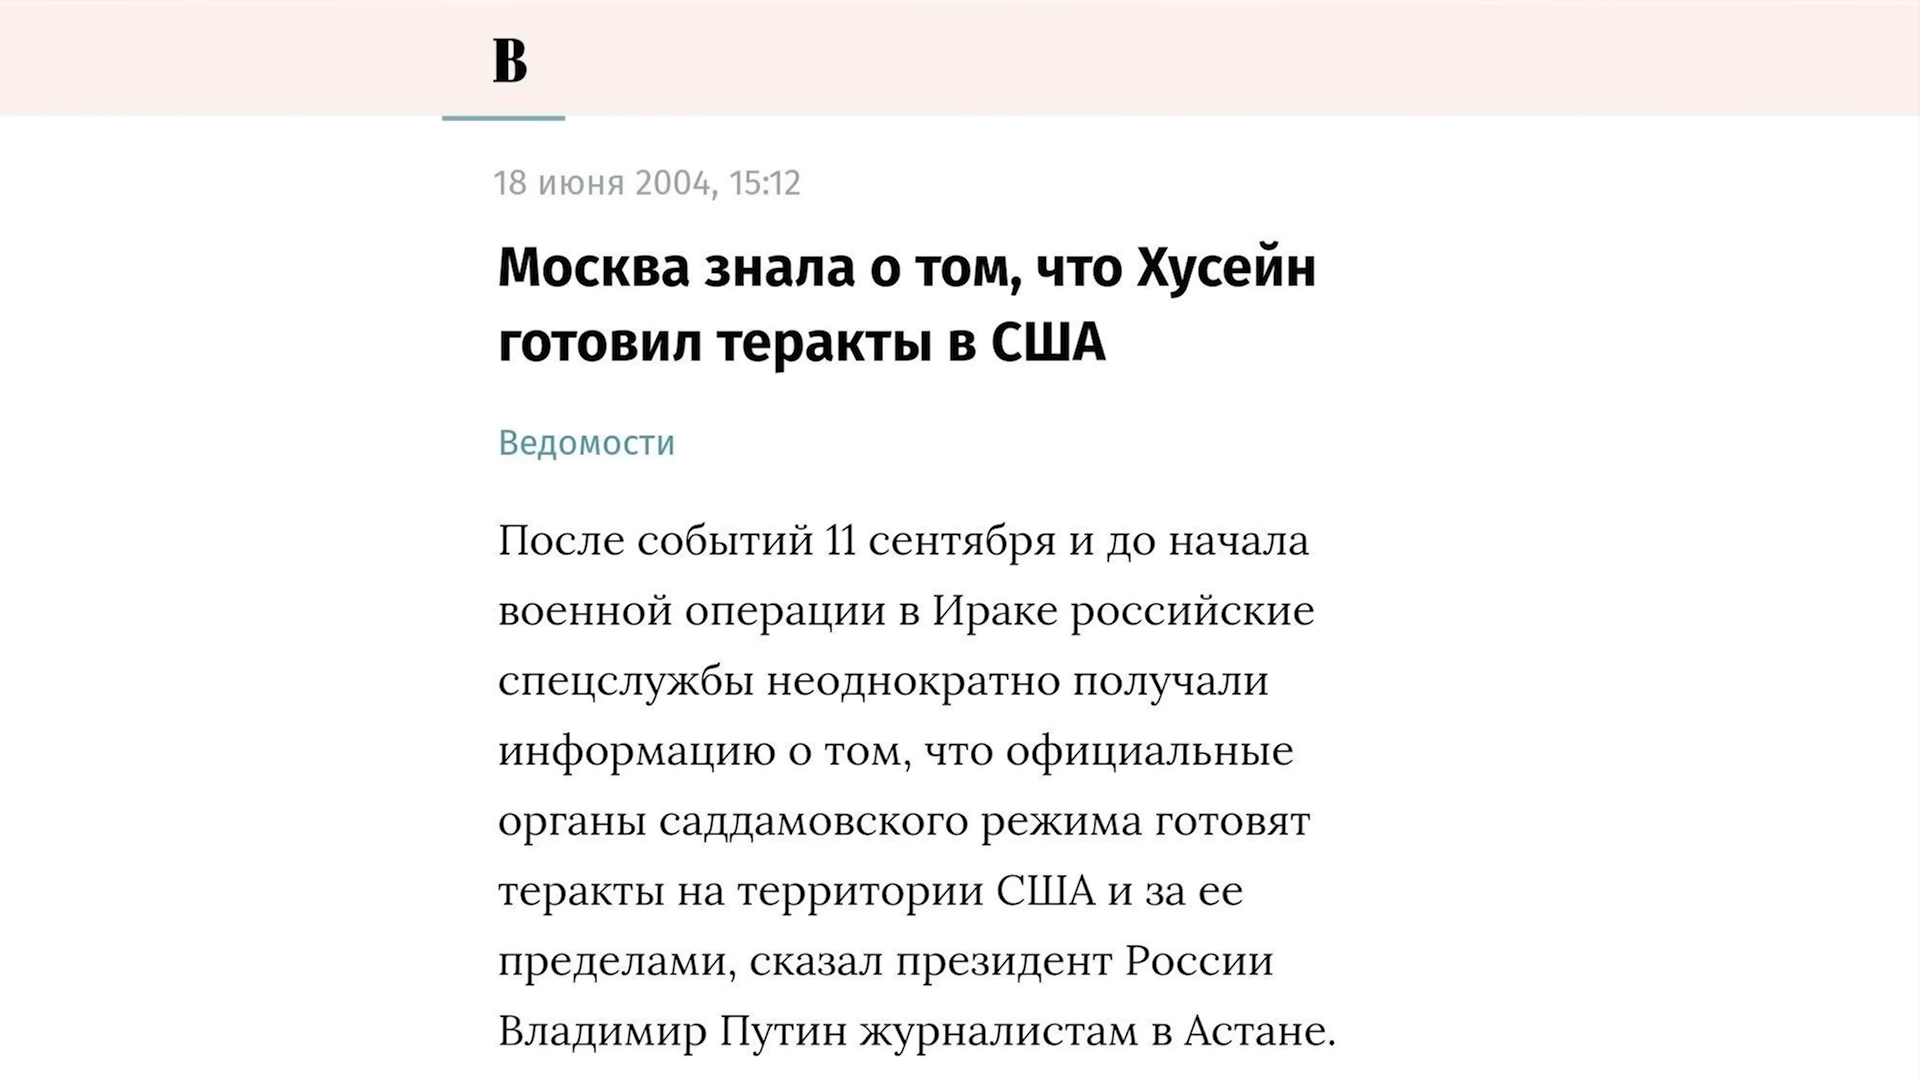 В
18 июня 2004, 15:12
Москва знала о том, что Хусейн
готовил теракты в США
Ведомости
После событий 11 сентября и до начала
военной операции в Ираке российские
спецслужбы неоднократно получали
информацию о том, что официальные
органы саддамовского режима готовят
теракты на территории США и за ее
пределами, сказал президент России
Владимир Путин журналистам в Астане.